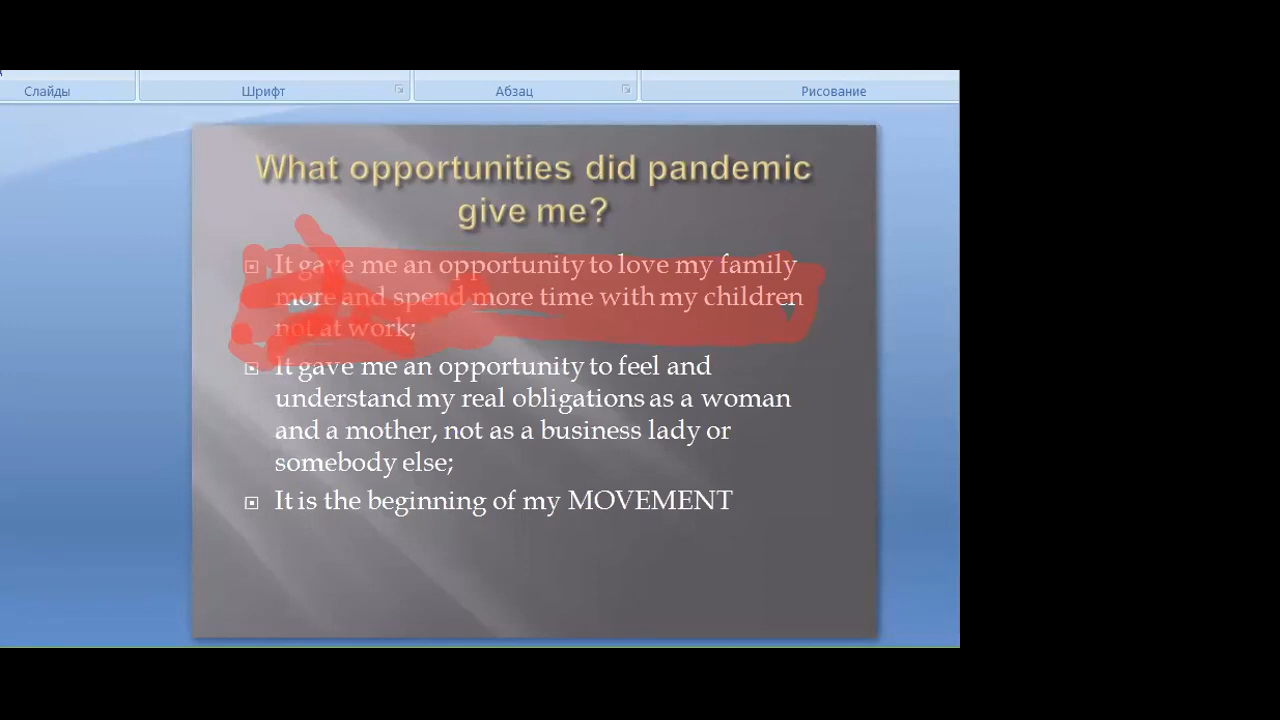 Слайды Шрифт Абзац Рисование
What opportunities did pandemic
give me?
It gave me an opportunity to love my family
more and spend more time with my children
not at work;
It gave me an opportunity to feel and
understand my real obligations as a woman
and a mother, not as a business lady or
somebody else;
It is the beginning of my MOVEMENT